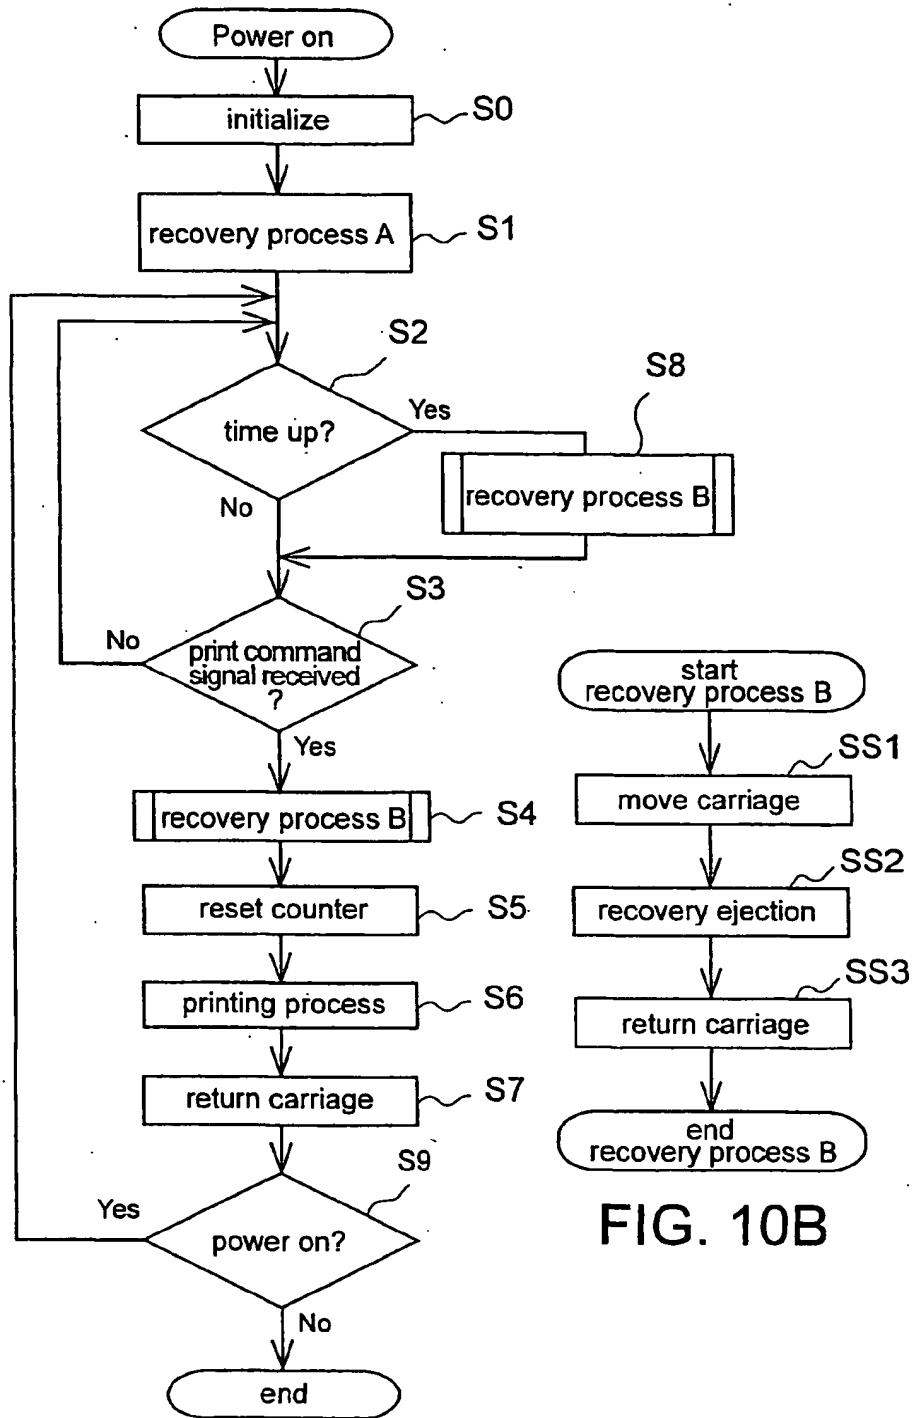 Power on
initialize
S0
recovery process A
S1
S2
time up?
Yes
No
S8
recovery process B
S3
No
print command
signal received
?
Yes
recovery process B
S4
reset counter
S5
printing process
S6
return carriage
S7
S9
Yes
power on?
No
end
start
recovery process B
SS1
move carriage
SS2
recovery ejection
SS3
return carriage
end
recovery process B
FIG. 10B